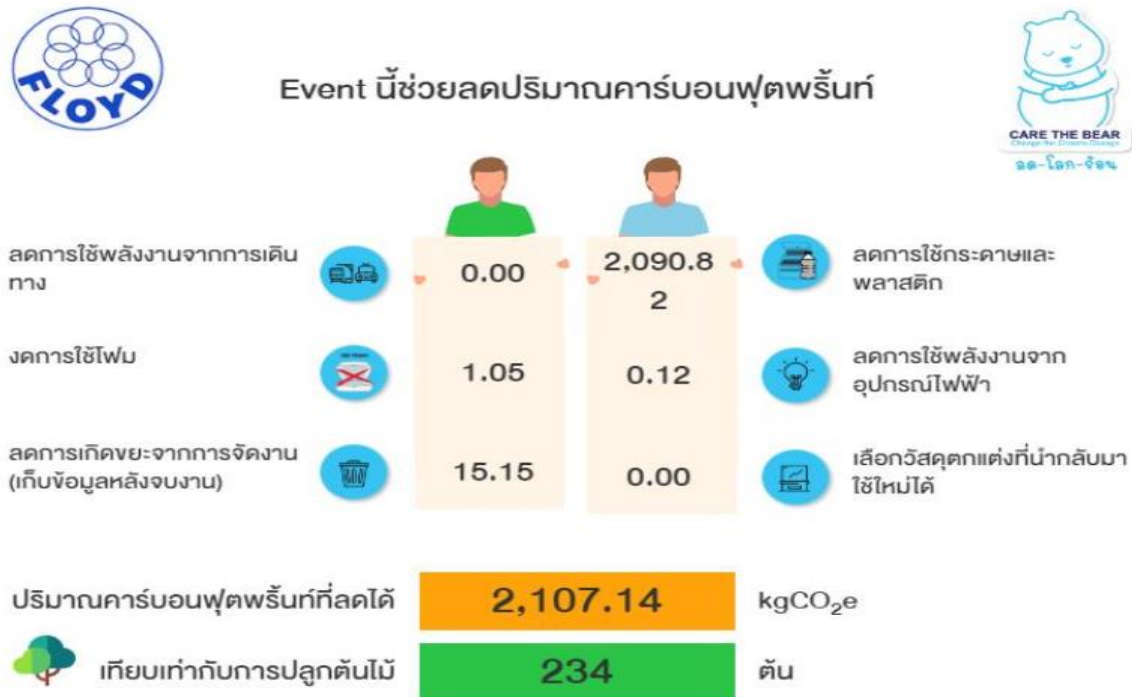 FLOYD
Event นี้ช่วยลดปริมาณคาร์บอนฟุตพริ้นท์
CARE THE BEAR
Change the Climate Change
ลด-โลก-ร้อน
ลดการใช้พลังงานจากการเดิน
ทาง
0.00
2,090.8
2
ลดการใช้กระดาษและ
พลาสติก
งดการใช้โฟม
1.05
0.12
ลดการใช้พลังงานจาก
อุปกรณ์ไฟฟ้า
ลดการเกิดขยะจากการจัดงาน
(เก็บข้อมูลหลังจบงาน)
15.15
0.00
เลือกวัสดุตกแต่งที่นำกลับมา
ใช้ใหม่ได้
ปริมาณคาร์บอนฟุตพริ้นท์ที่ลดได้
2,107.14
kgCO₂e
เทียบเท่ากับการปลูกต้นไม้
234
ต้น